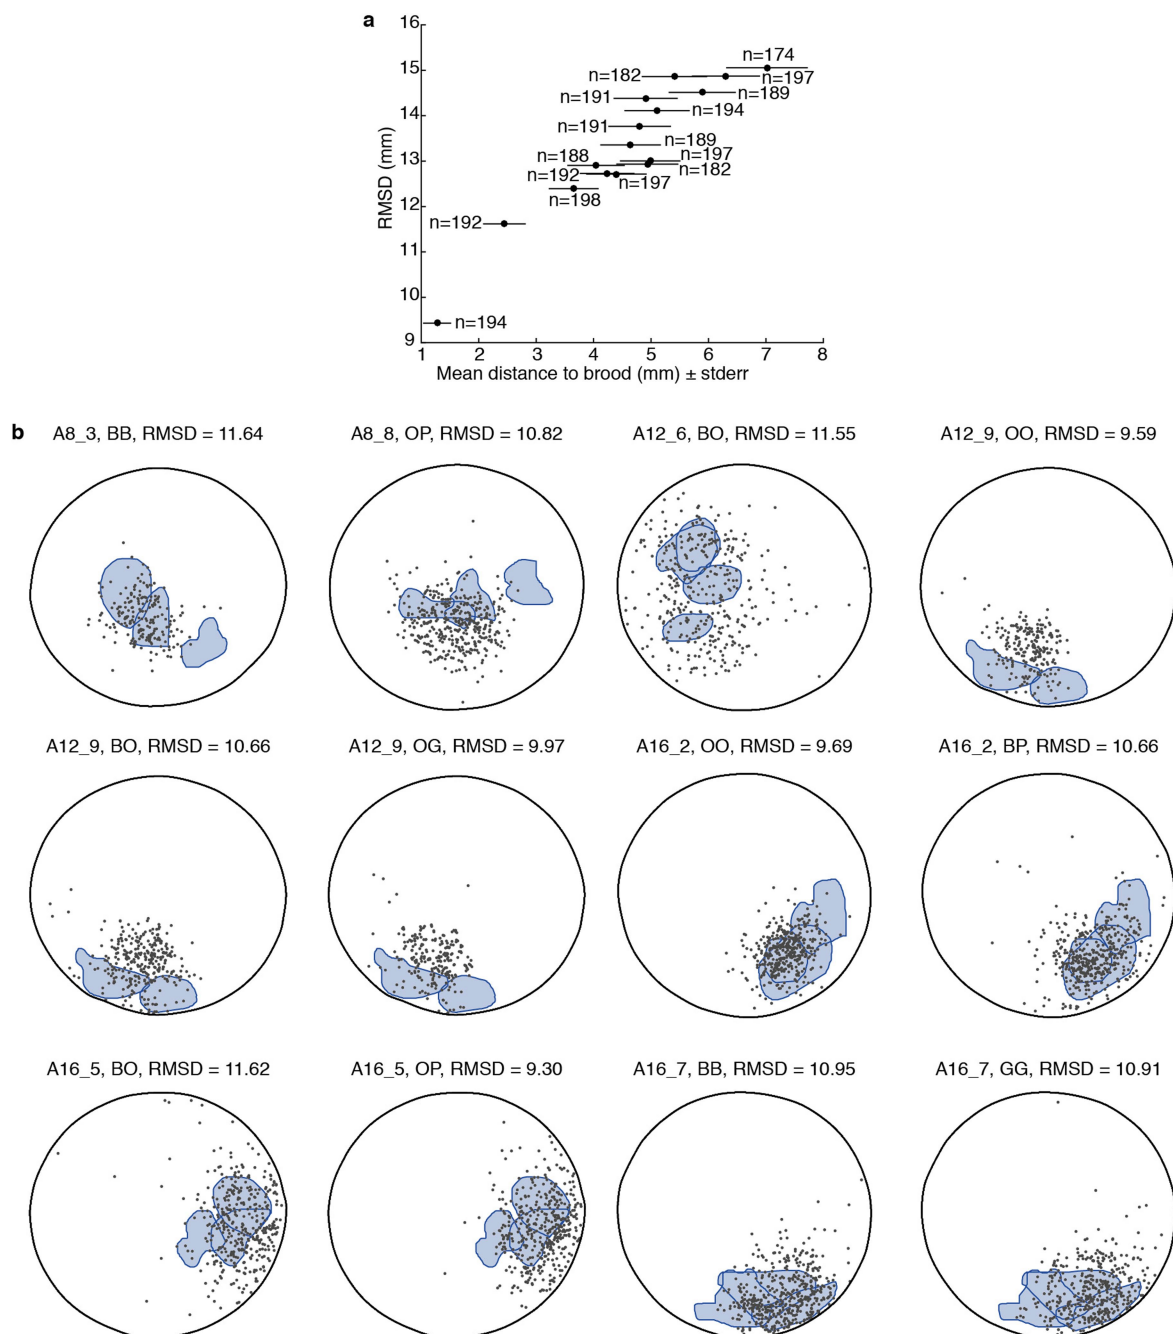 a
16
15
14
13
12
11
10
9
RMSD (mm)
n=174
n=182
n=197
n=189
n=191
n=194
n=191
n=189
n=188
n=197
n=182
n=192
n=197
n=198
n=192
n=194
1 2 3 4 5 6 7 8
Mean distance to brood (mm) ± stderr
b
A8_3, BB, RMSD = 11.64
A8_8, OP, RMSD = 10.82
A12_6, BO, RMSD = 11.55
A12_9, OO, RMSD = 9.59
A12_9, BO, RMSD = 10.66
A12_9, OG, RMSD = 9.97
A16_2, OO, RMSD = 9.69
A16_2, BP, RMSD = 10.66
A16_5, BO, RMSD = 11.62
A16_5, OP, RMSD = 9.30
A16_7, BB, RMSD = 10.95
A16_7, GG, RMSD = 10.91